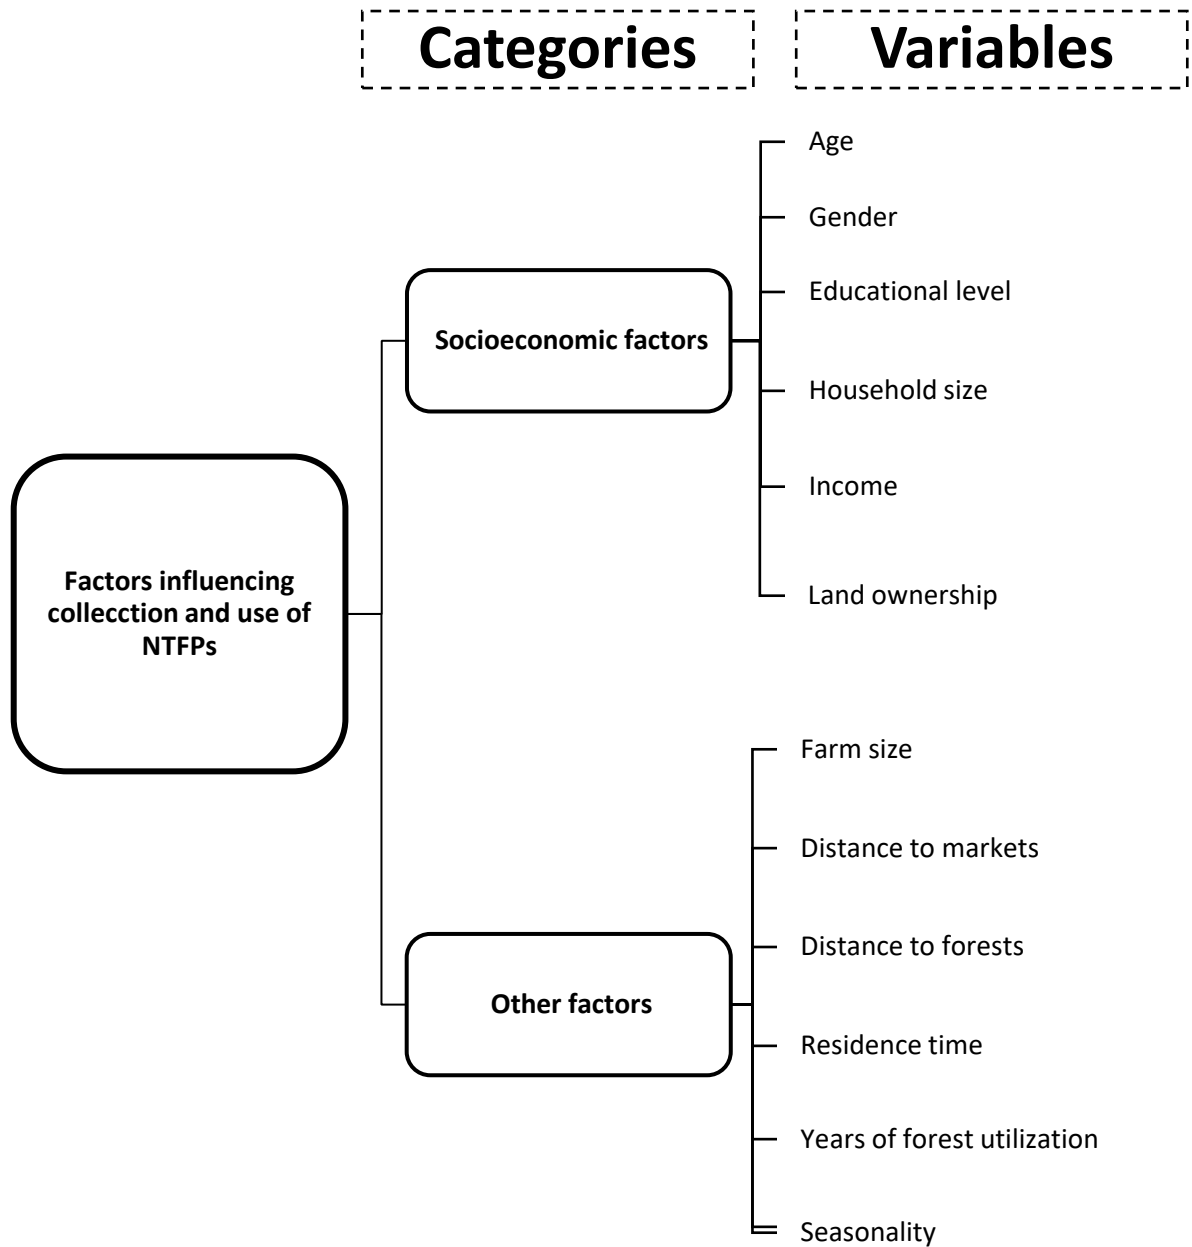 Categories
Variables
Age
Gender
Educational level
Socioeconomic factors
Household size
Income
Land ownership
Factors influencing
collecction and use of
NTFPs
Farm size
Distance to markets
Distance to forests
Other factors
Residence time
Years of forest utilization
Seasonality